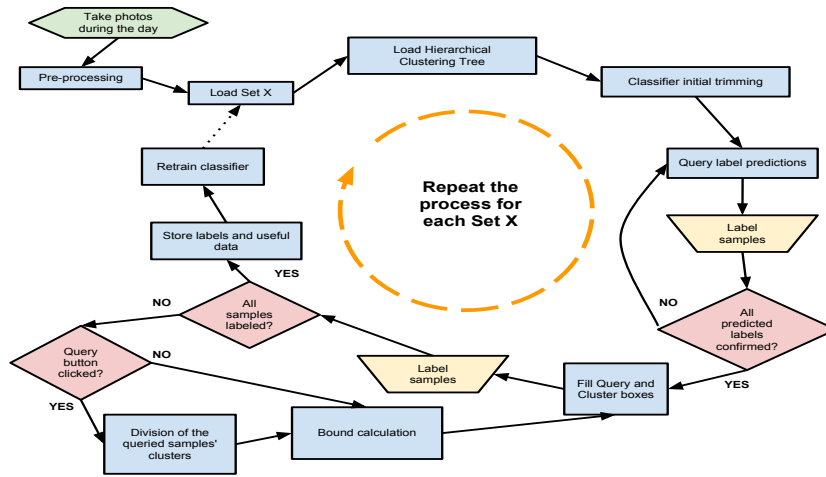 Take photos
during the day
Pre-processing
Load Set X
Load Hierarchical
Clustering Tree
Classifier initial trimming
Query label predictions
Label
samples
All
predicted
labels
confirmed?
NO
YES
Fill Query and
Cluster boxes
Label
samples
All
samples
labeled?
YES
NO
Store labels and useful
data
Retrain classifier
Query
button
clicked?
NO
YES
Division of the
queried samples'
clusters
Bound calculation
Repeat the
process for
each Set X